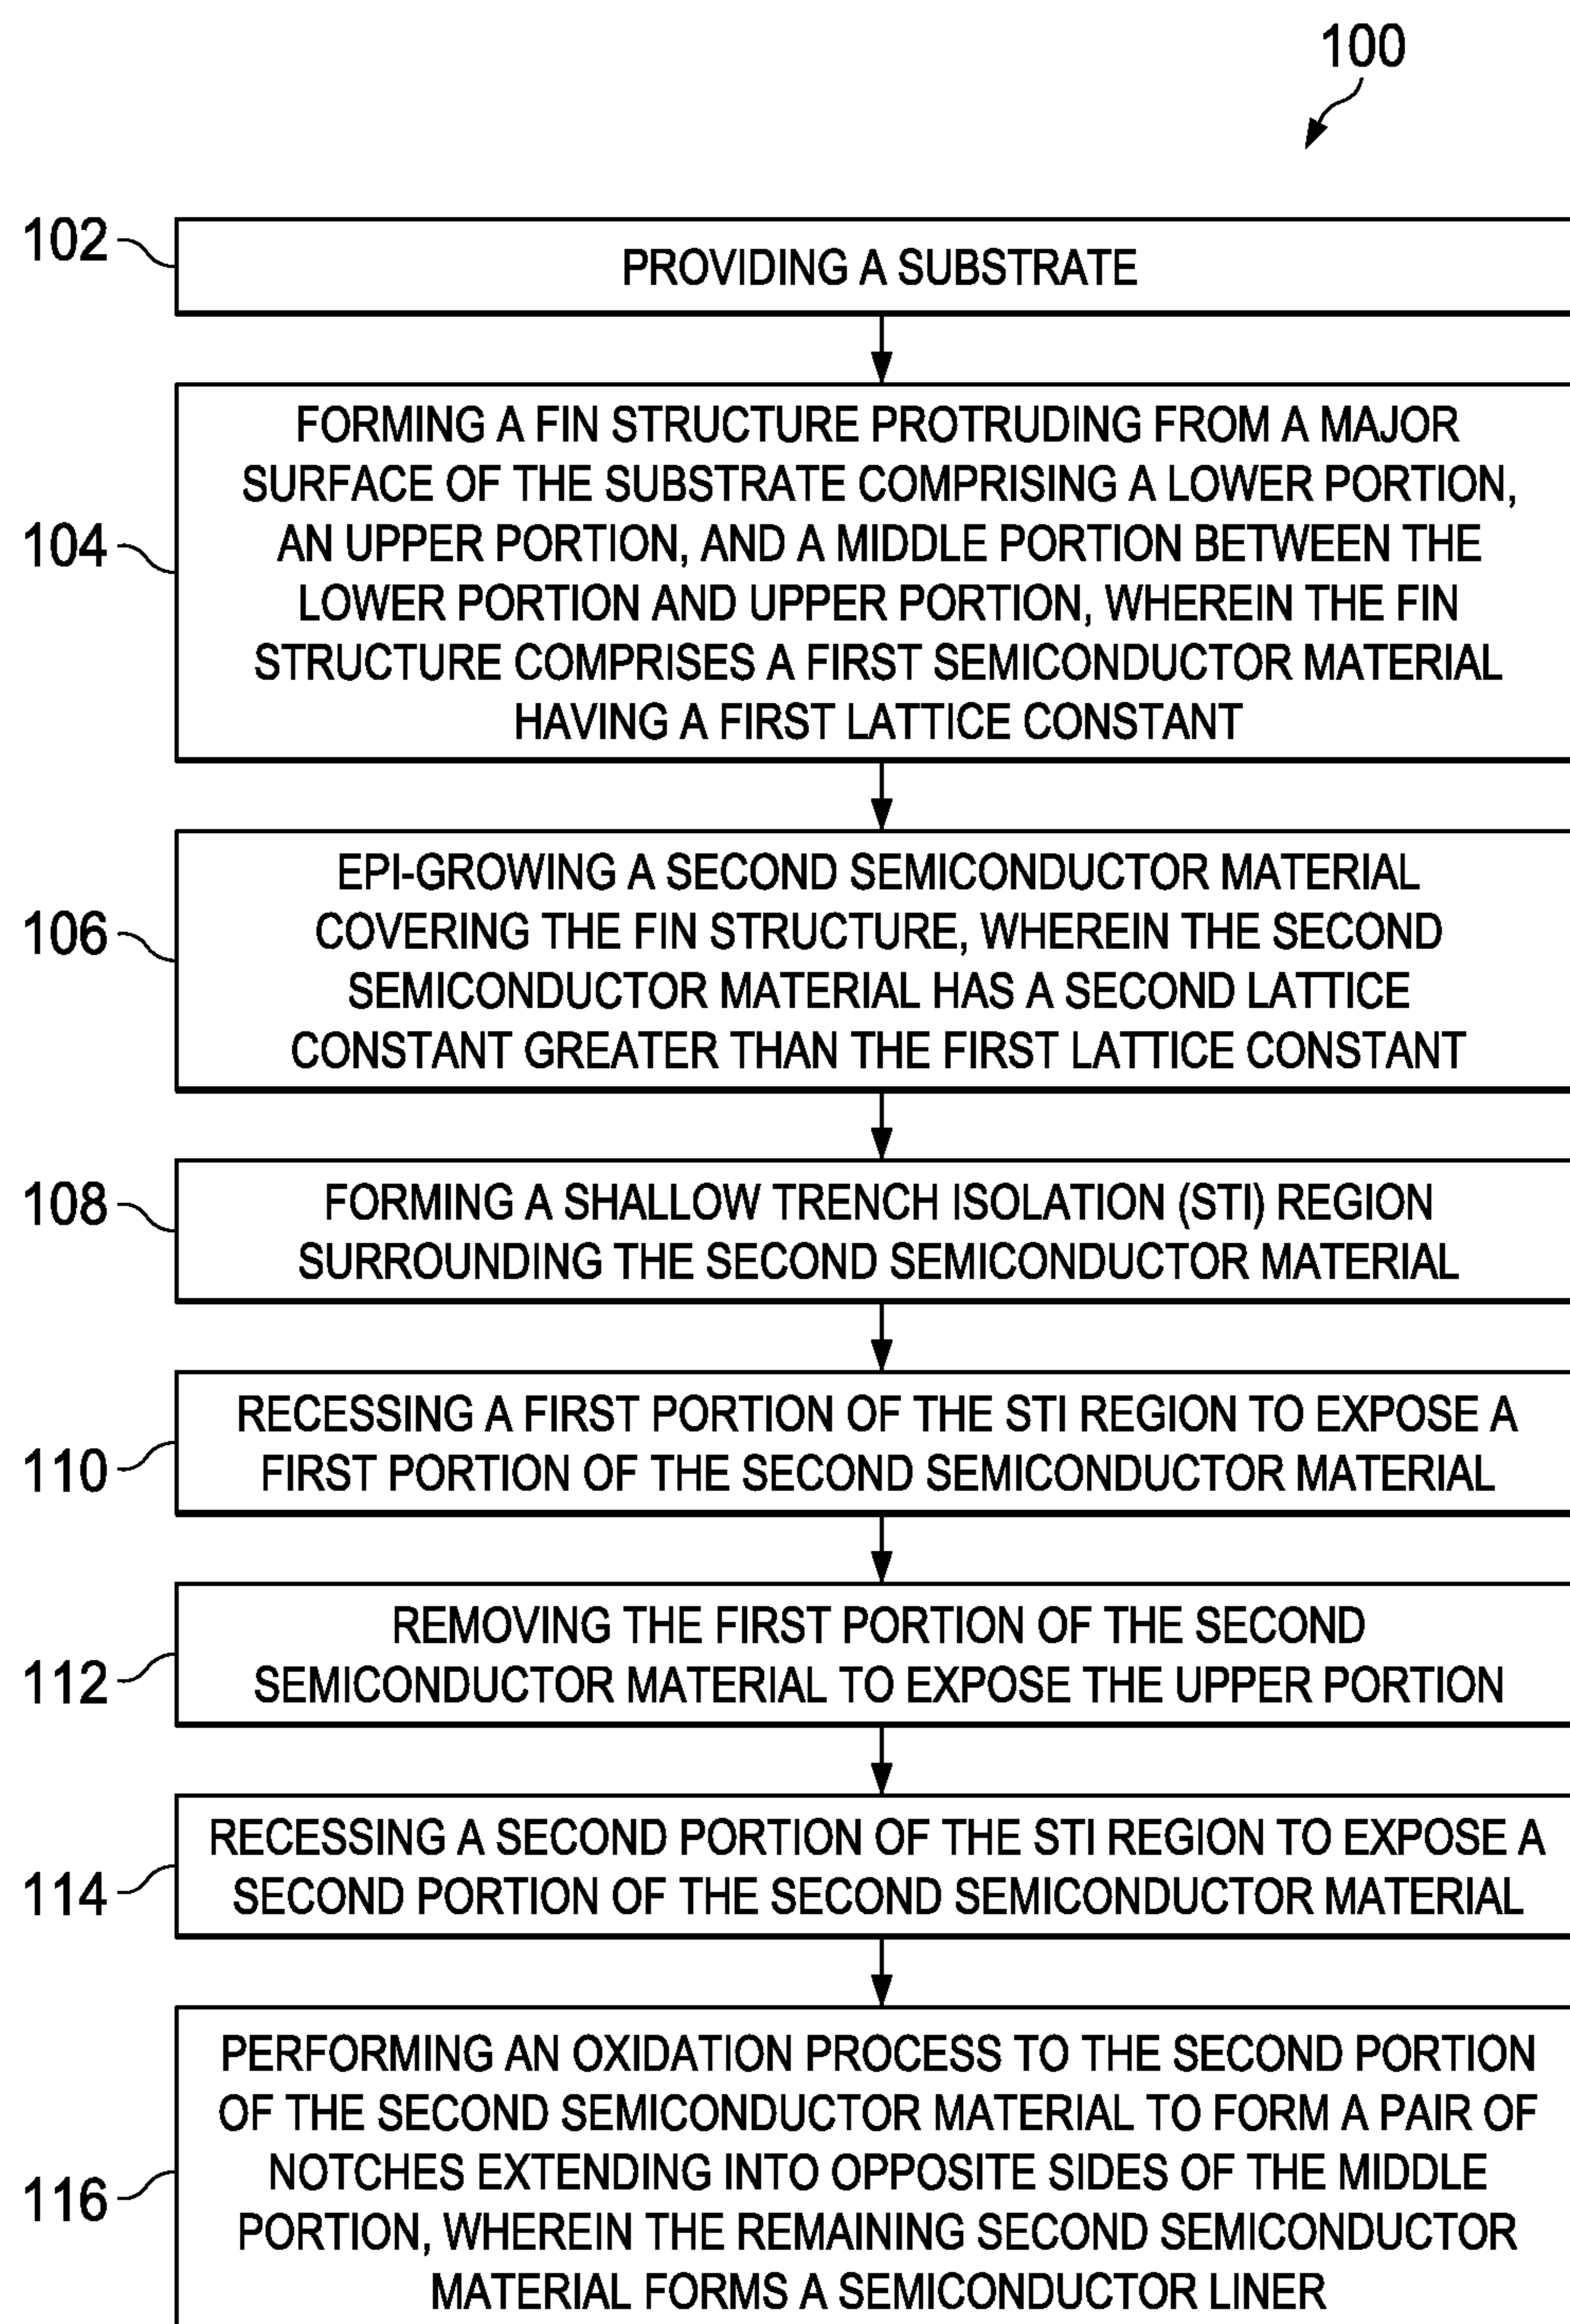 100
102
PROVIDING A SUBSTRATE
104
FORMING A FIN STRUCTURE PROTRUDING FROM A MAJOR
SURFACE OF THE SUBSTRATE COMPRISING A LOWER PORTION,
AN UPPER PORTION, AND A MIDDLE PORTION BETWEEN THE
LOWER PORTION AND UPPER PORTION, WHEREIN THE FIN
STRUCTURE COMPRISES A FIRST SEMICONDUCTOR MATERIAL
HAVING A FIRST LATTICE CONSTANT
106
EPI-GROWING A SECOND SEMICONDUCTOR MATERIAL
COVERING THE FIN STRUCTURE, WHEREIN THE SECOND
SEMICONDUCTOR MATERIAL HAS A SECOND LATTICE
CONSTANT GREATER THAN THE FIRST LATTICE CONSTANT
108
FORMING A SHALLOW TRENCH ISOLATION (STI) REGION
SURROUNDING THE SECOND SEMICONDUCTOR MATERIAL
110
RECESSING A FIRST PORTION OF THE STI REGION TO EXPOSE A
FIRST PORTION OF THE SECOND SEMICONDUCTOR MATERIAL
112
REMOVING THE FIRST PORTION OF THE SECOND
SEMICONDUCTOR MATERIAL TO EXPOSE THE UPPER PORTION
114
RECESSING A SECOND PORTION OF THE STI REGION TO EXPOSE A
SECOND PORTION OF THE SECOND SEMICONDUCTOR MATERIAL
116
PERFORMING AN OXIDATION PROCESS TO THE SECOND PORTION
OF THE SECOND SEMICONDUCTOR MATERIAL TO FORM A PAIR OF
NOTCHES EXTENDING INTO OPPOSITE SIDES OF THE MIDDLE
PORTION, WHEREIN THE REMAINING SECOND SEMICONDUCTOR
MATERIAL FORMS A SEMICONDUCTOR LINER